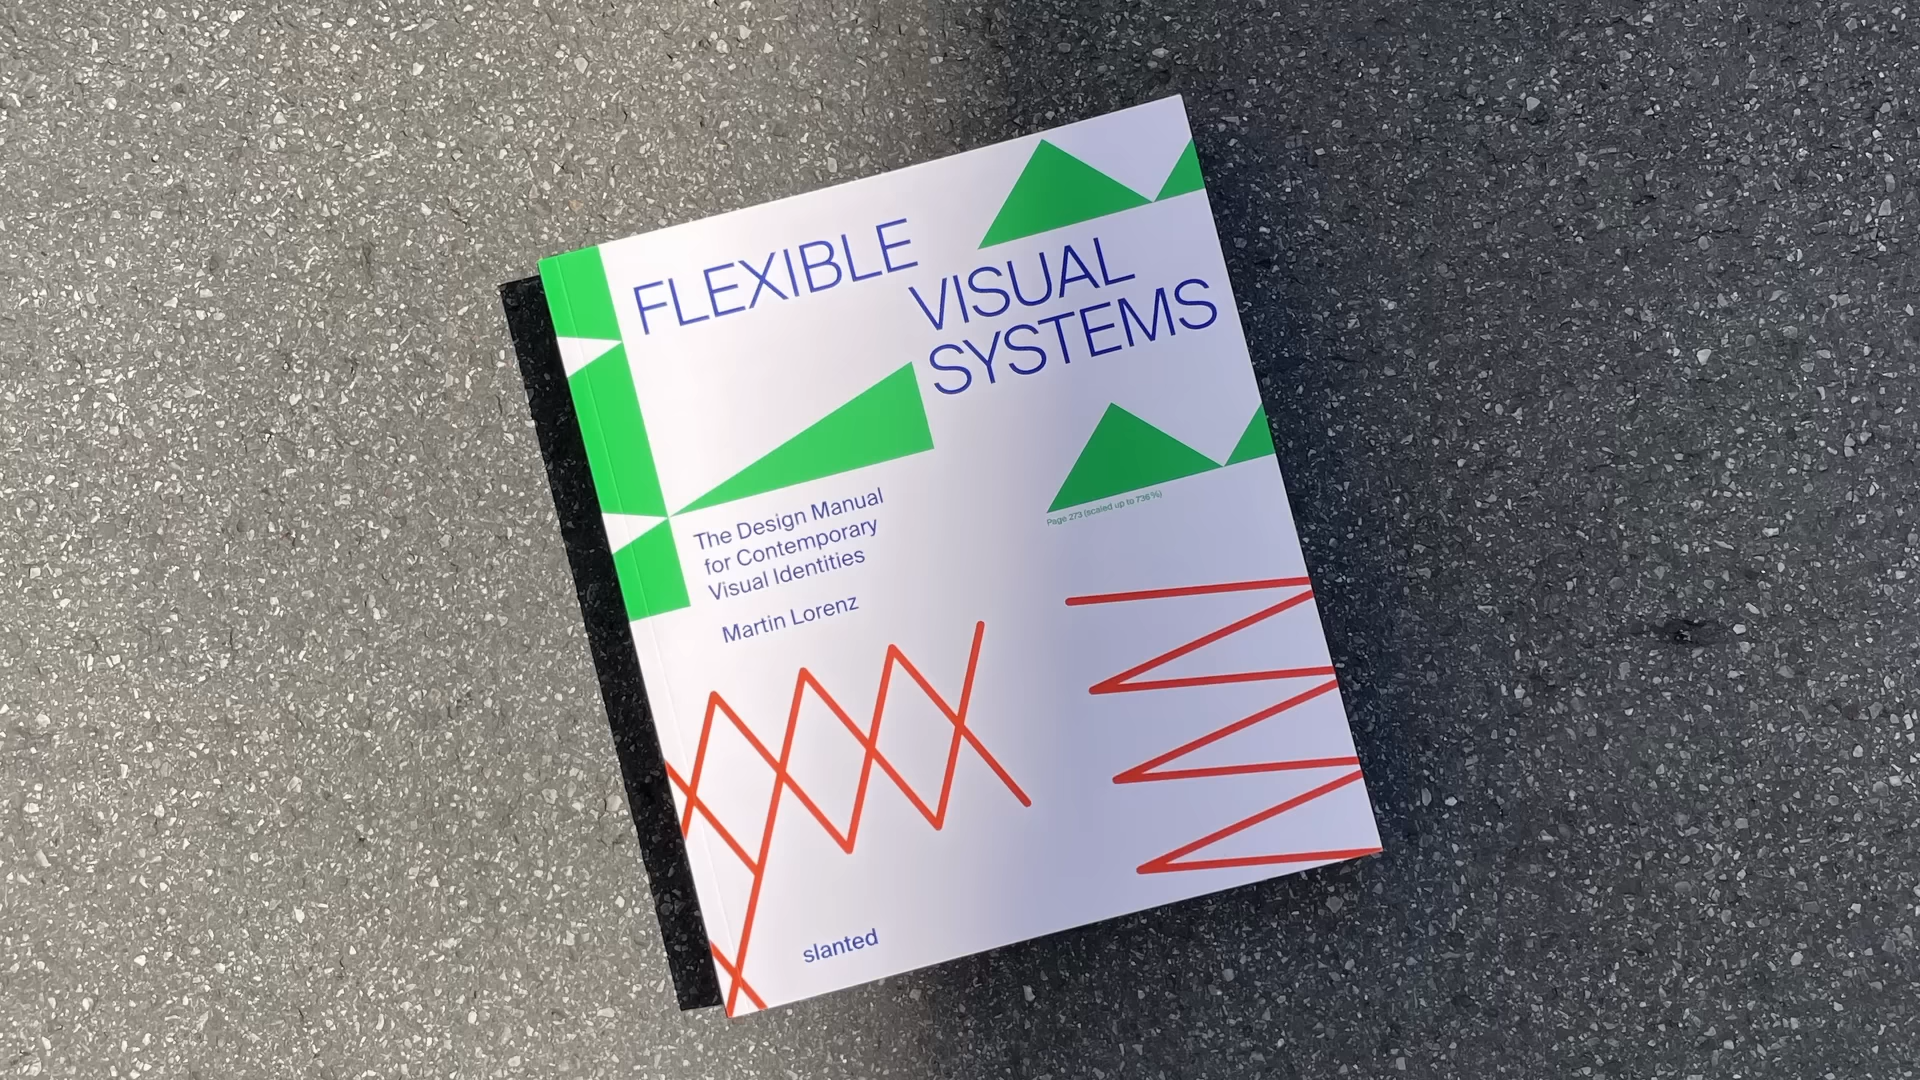 FLEXIBLE
VISUAL
SYSTEMS
The Design Manual
for Contemporary
Visual Identities
Martin Lorenz
Page 273 (scaled up to 736 %)
slanted